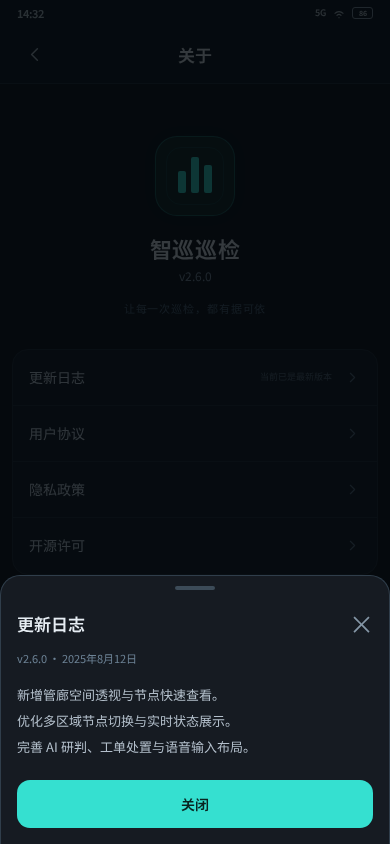 14:32
5G
86
关于
智巡巡检
v2.6.0
让每一次巡检，都有据可依
更新日志
当前已是最新版本
用户协议
隐私政策
开源许可
更新日志
v2.6.0 · 2025年8月12日
新增管廊空间透视与节点快速查看。
优化多区域节点切换与实时状态展示。
完善 AI 研判、工单处置与语音输入布局。
关闭